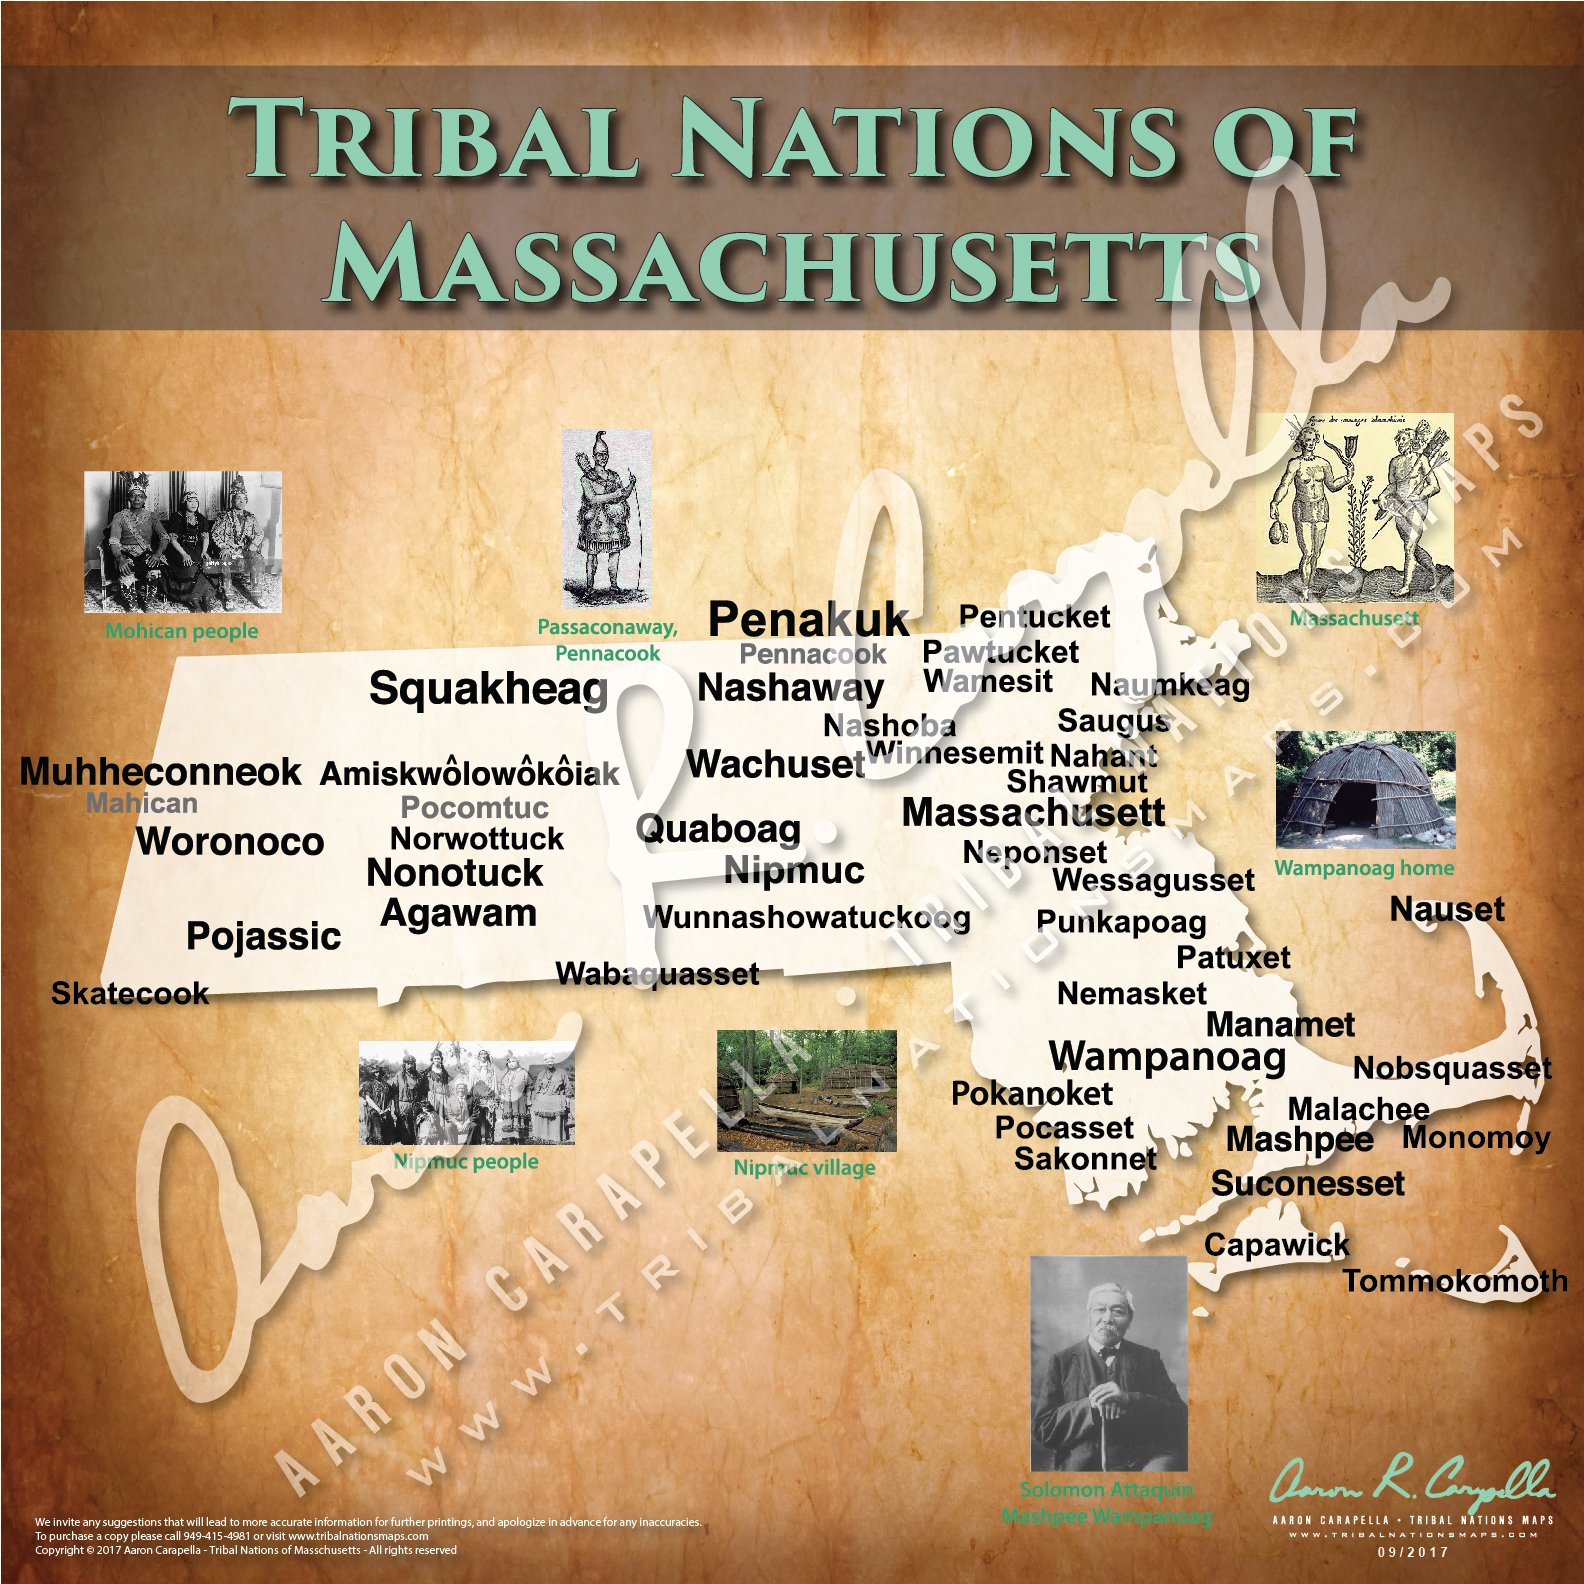 TRIBAL NATIONS OF
MASSACHUSETTS
Mohican people
Passaconaway,
Pennacook
Massachusett
Penakuk
Pennacook
Pentucket
Pawtucket
Wamesit
Naumkeag
Squakheag
Nashaway
Nashoba
Saugus
Winnesemit
Nahant
Muhheconneok
Mahican
Amiskwôlowôkôiak
Pocomtuc
Wachuset
Shawmut
Massachusett
Woronoco
Norwottuck
Quaboag
Neponset
Nonotuck
Nipmuc
Wessagusset
Wampanoag home
Agawam
Wunnashowatuckoog
Punkapoag
Nauset
Pojassic
Patuxet
Skatecook
Wabaquasset
Nemasket
Manamet
Wampanoag
Nobsquasset
Pokanoket
Malachee
Pocasset
Mashpee
Monomoy
Sakonnet
Suconesset
Nipmuc people
Nipmuc village
Capawick
Tommokomoth
Solomon Attaquin
Mashpee Wampanoag
Aaron R. Carapella
AARON CARAPELLA • TRIBAL NATIONS MAPS
WWW.TRIBALNATIONSMAPS.COM
Aaron R. Carapella
AARON CARAPELLA • TRIBAL NATIONS MAPS
WWW.TRIBALNATIONSMAPS.COM
09/2017
We invite any suggestions that will lead to more accurate information for further printings, and apologize in advance for any inaccuracies.
To purchase a copy please call 949-415-4981 or visit www.tribalnationsmaps.com
Copyright © 2017 Aaron Carapella - Tribal Nations of Masschusetts - All rights reserved